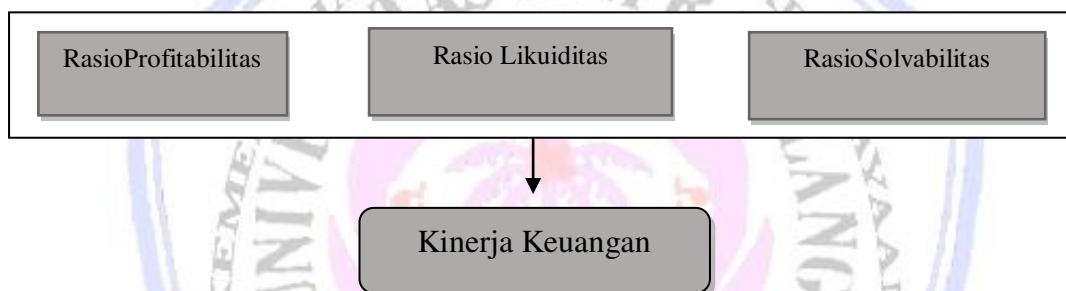 RasioProfitabilitas
Rasio Likuiditas
RasioSolvabilitas
Kinerja Keuangan